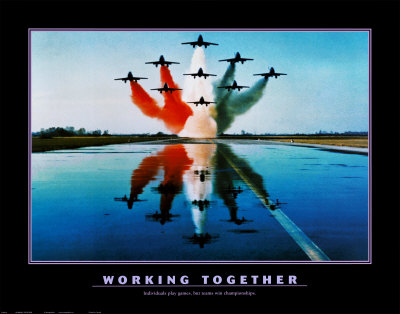 WORKING TOGETHER
Individuals play games, but teams win championships.